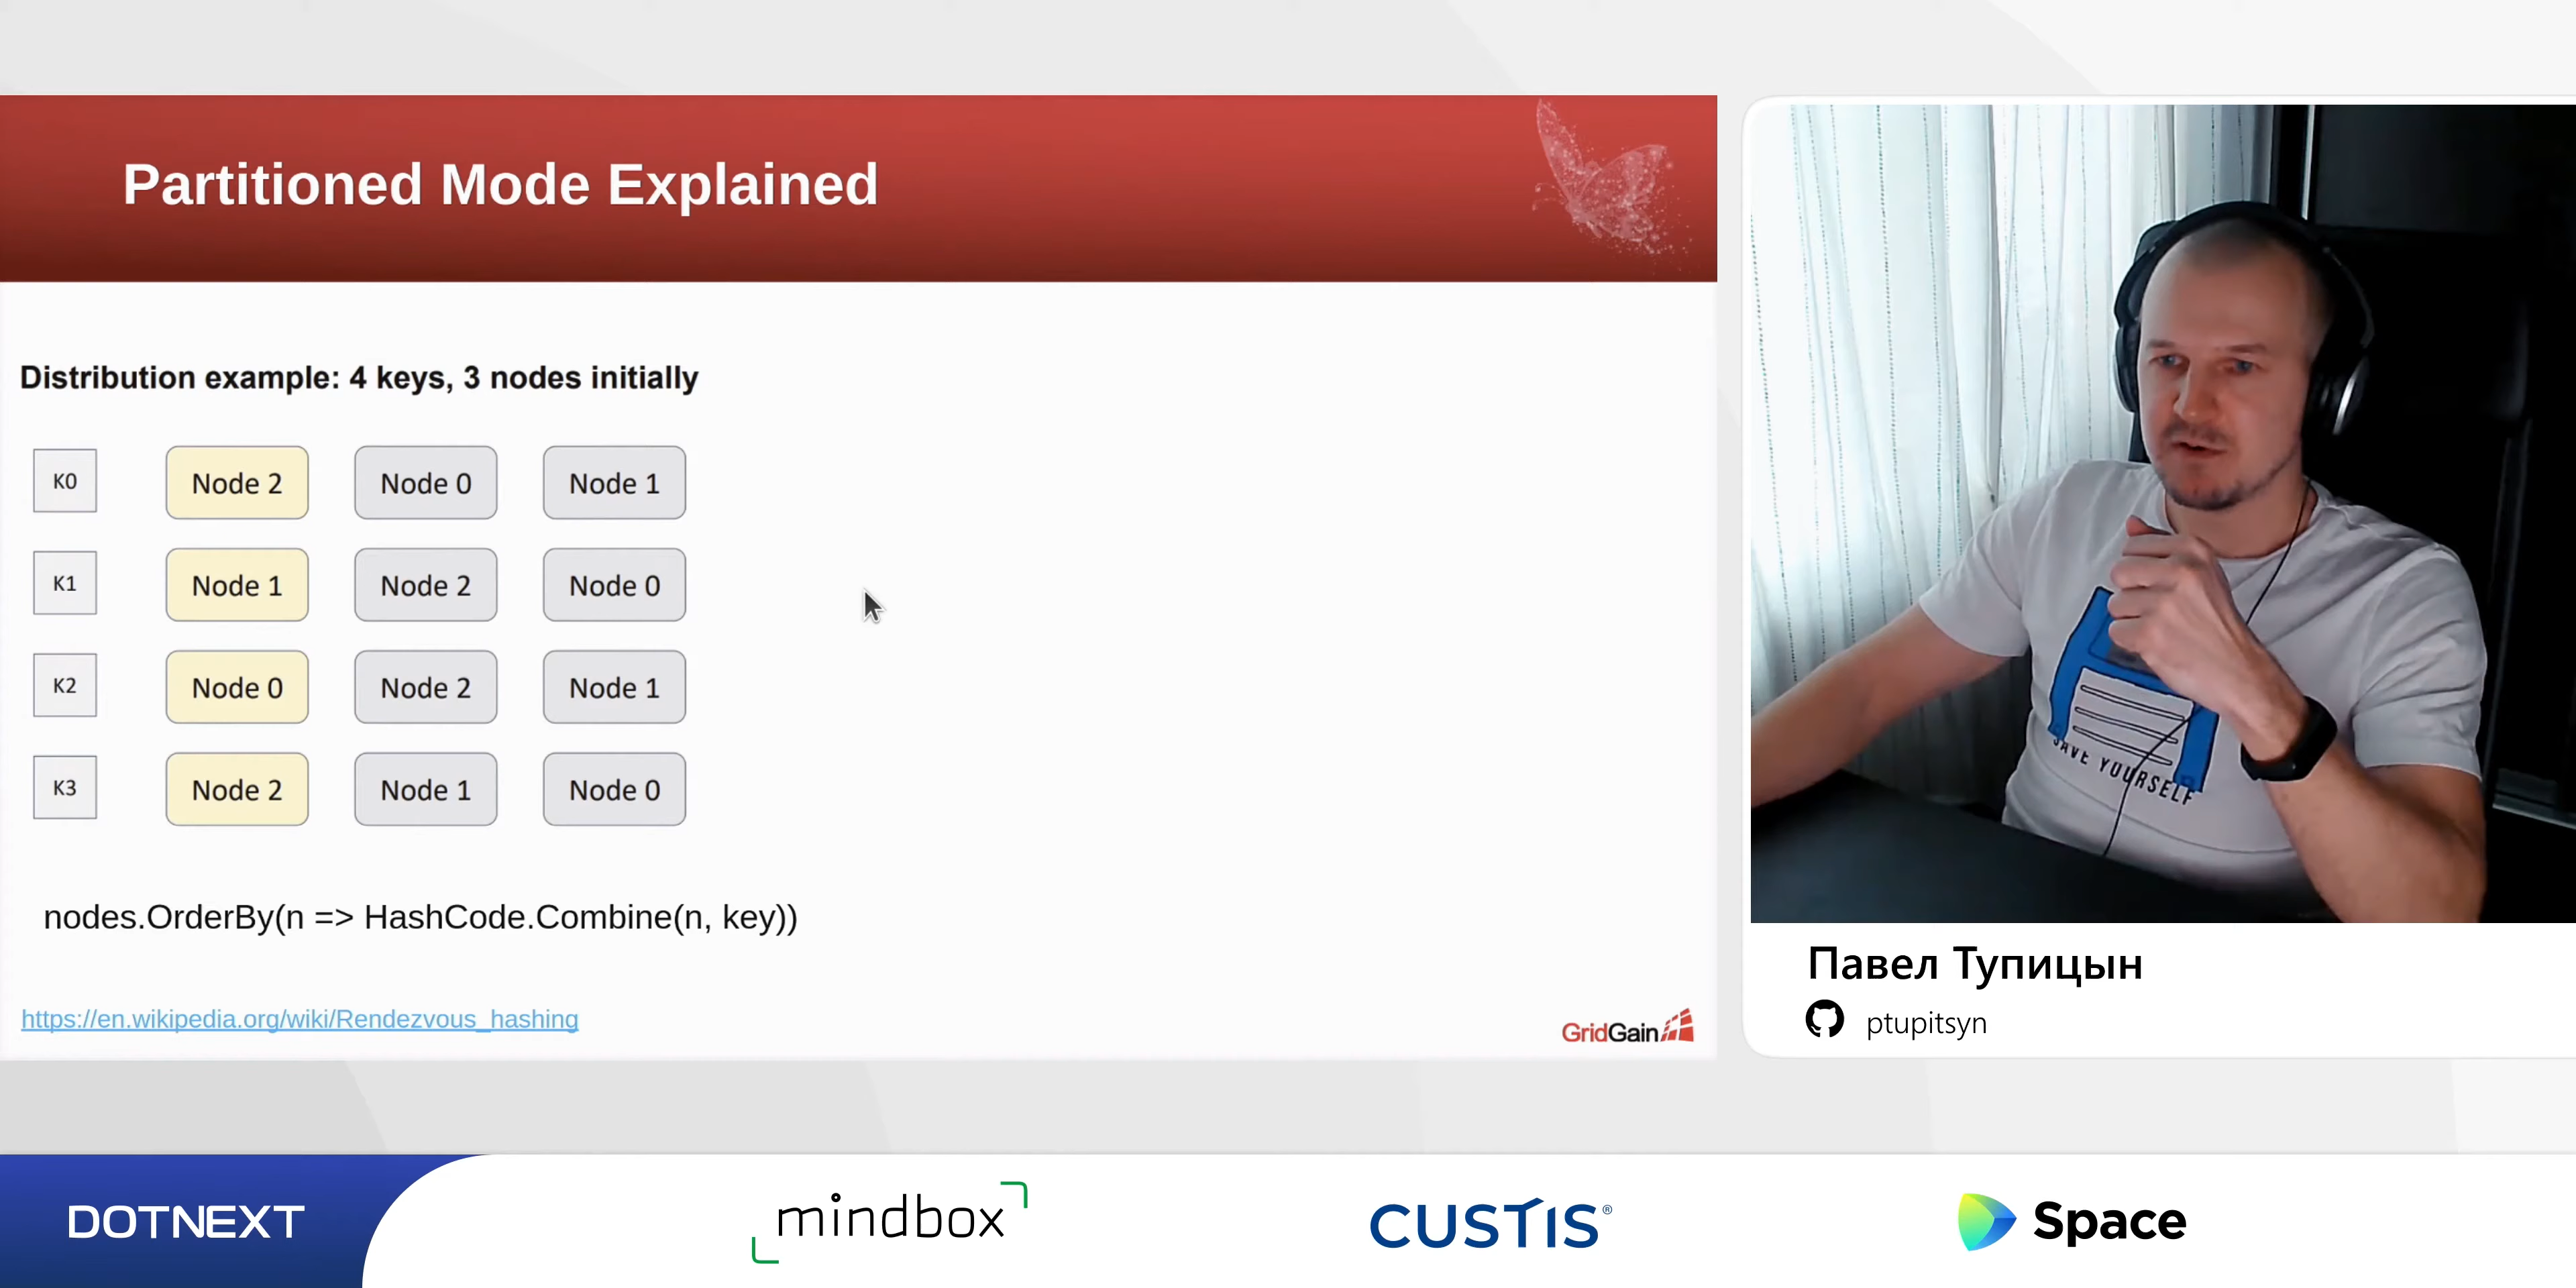 Partitioned Mode Explained
Distribution example: 4 keys, 3 nodes initially
K0 Node 2 Node 0 Node 1
K1 Node 1 Node 2 Node 0
K2 Node 0 Node 2 Node 1
K3 Node 2 Node 1 Node 0
nodes.OrderBy(n => HashCode.Combine(n, key))
https://en.wikipedia.org/wiki/Rendezvous_hashing
GridGain
SAVE YOURSELF
Павел Тупицын
ptupitsyn
DOTNEXT
mindbox
CUSTIS®
Space